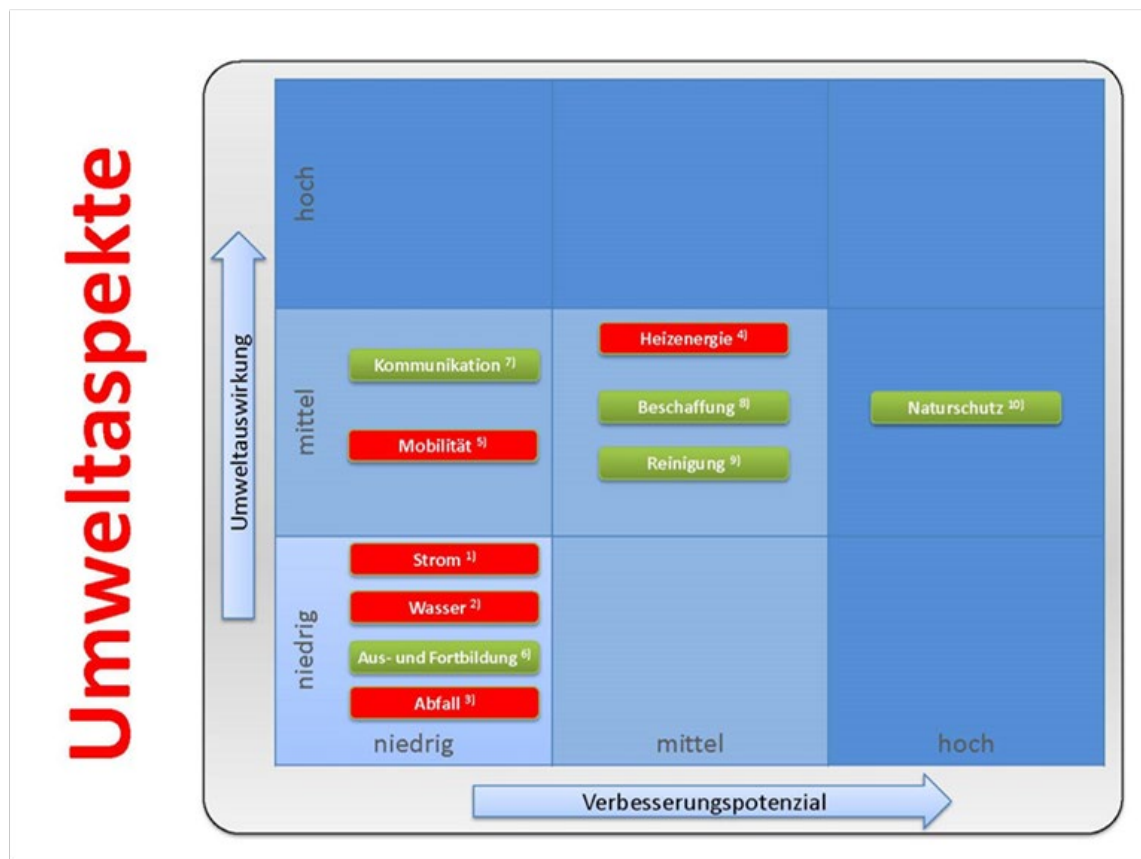 Umweltaspekte
Umweltauswirkung
hoch
mittel
niedrig
Kommunikation ⁷⁾
Mobilität ⁵⁾
Heizenergie ⁴⁾
Beschaffung ⁸⁾
Reinigung ⁹⁾
Naturschutz ¹⁰⁾
Strom ¹⁾
Wasser ²⁾
Aus- und Fortbildung ⁶⁾
Abfall ³⁾
niedrig
mittel
hoch
Verbesserungspotenzial